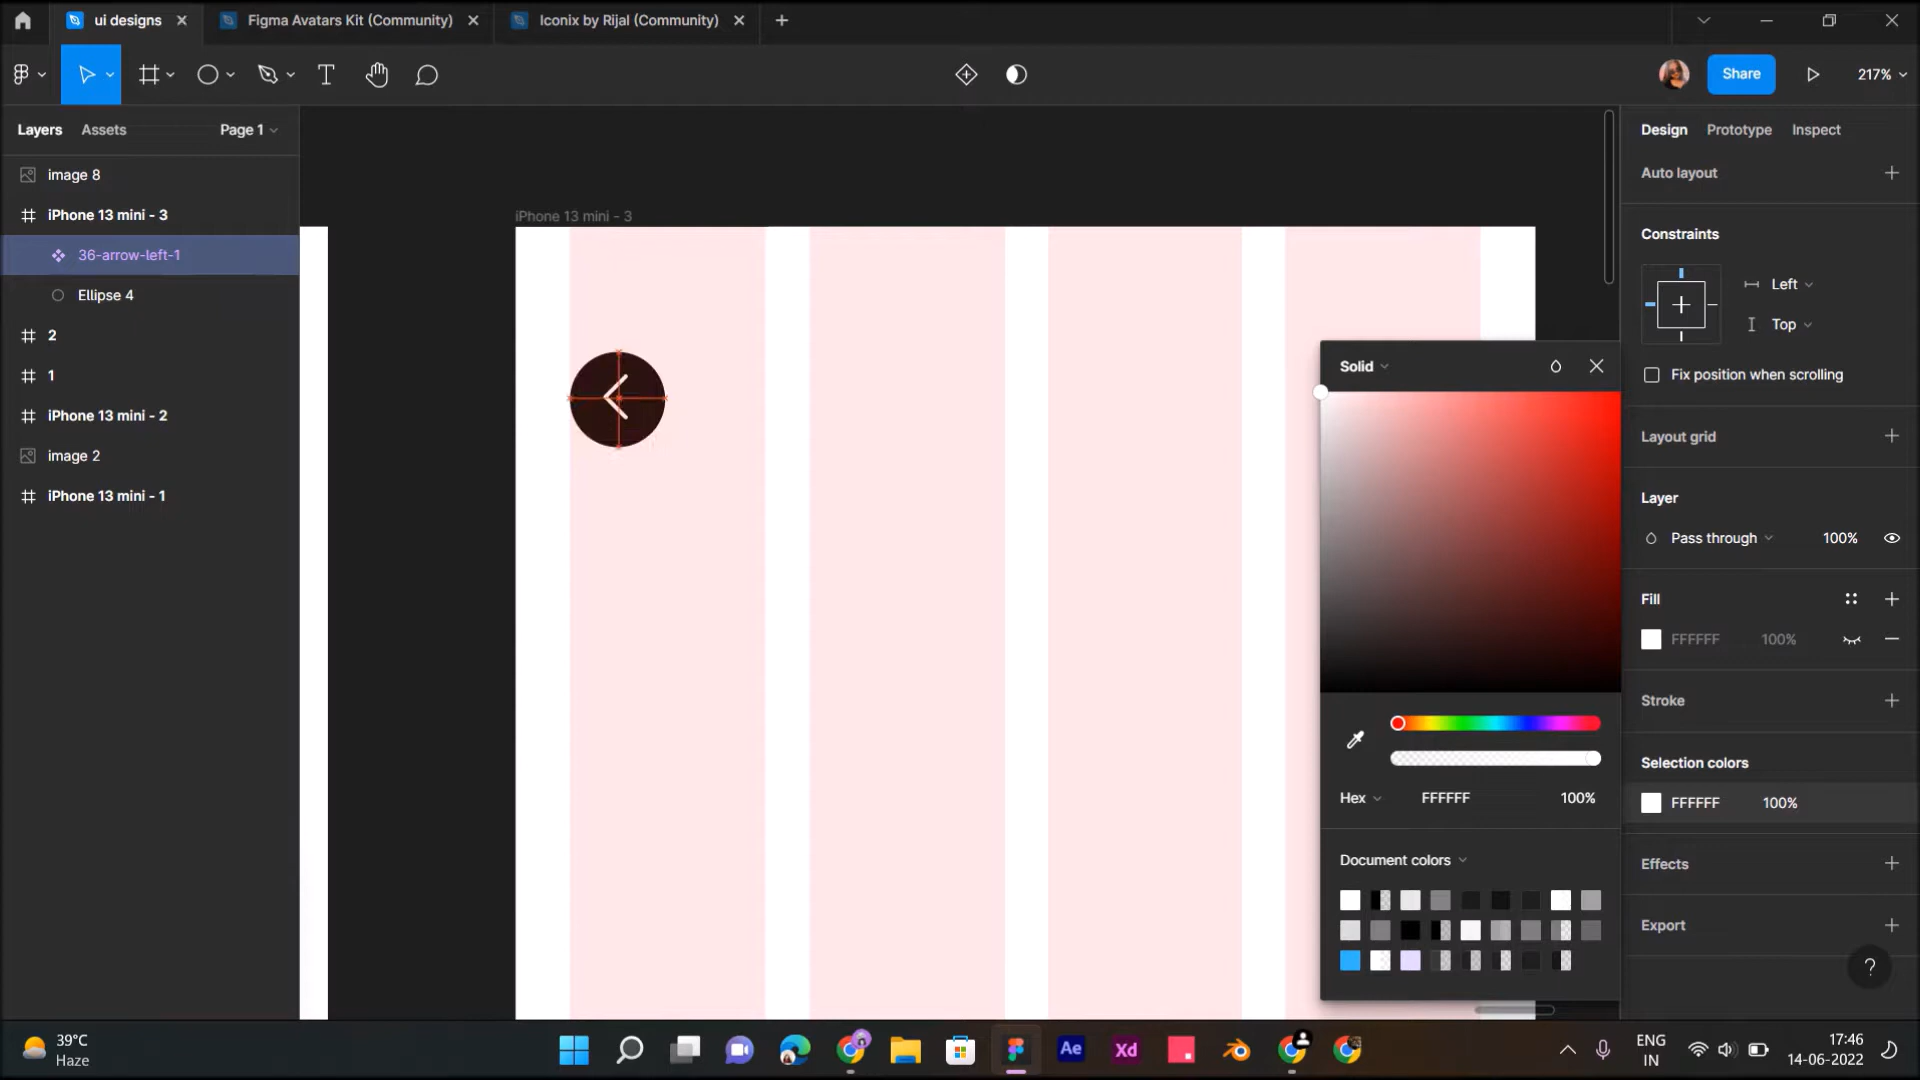 ui designs
Figma Avatars Kit (Community)
Iconix by Rijal (Community)
Share
217%
Layers
Assets
Page 1
image 8
iPhone 13 mini - 3
36-arrow-left-1
Ellipse 4
2
1
iPhone 13 mini - 2
image 2
iPhone 13 mini - 1
iPhone 13 mini - 3
Solid
Hex
FFFFFF
100%
Document colors
Design
Prototype
Inspect
Auto layout
Constraints
Left
Top
Fix position when scrolling
Layout grid
Layer
Pass through
100%
Fill
FFFFFF
100%
Stroke
Selection colors
FFFFFF
100%
Effects
Export
?
39°C
Haze
Ae
Xd
ENG
IN
17:46
14-06-2022